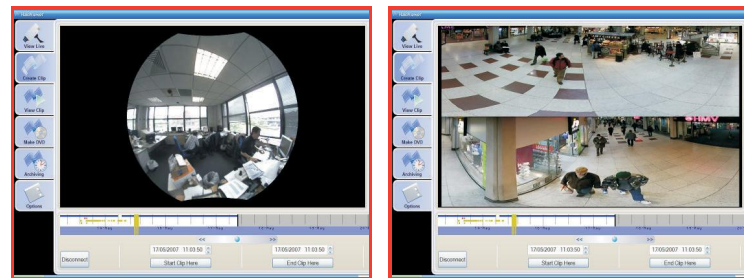 View Live
Create Clip
View Clip
Make DVD
Archiving
Options
Disconnect
17/05/2007 11:03:50
Start Clip Here
<<
>>
17/05/2007 11:03:50
End Clip Here
View Live
Create Clip
View Clip
Make DVD
Archiving
Options
HMV
Disconnect
17/05/2007 11:03:50
Start Clip Here
<<
>>
17/05/2007 11:03:50
End Clip Here